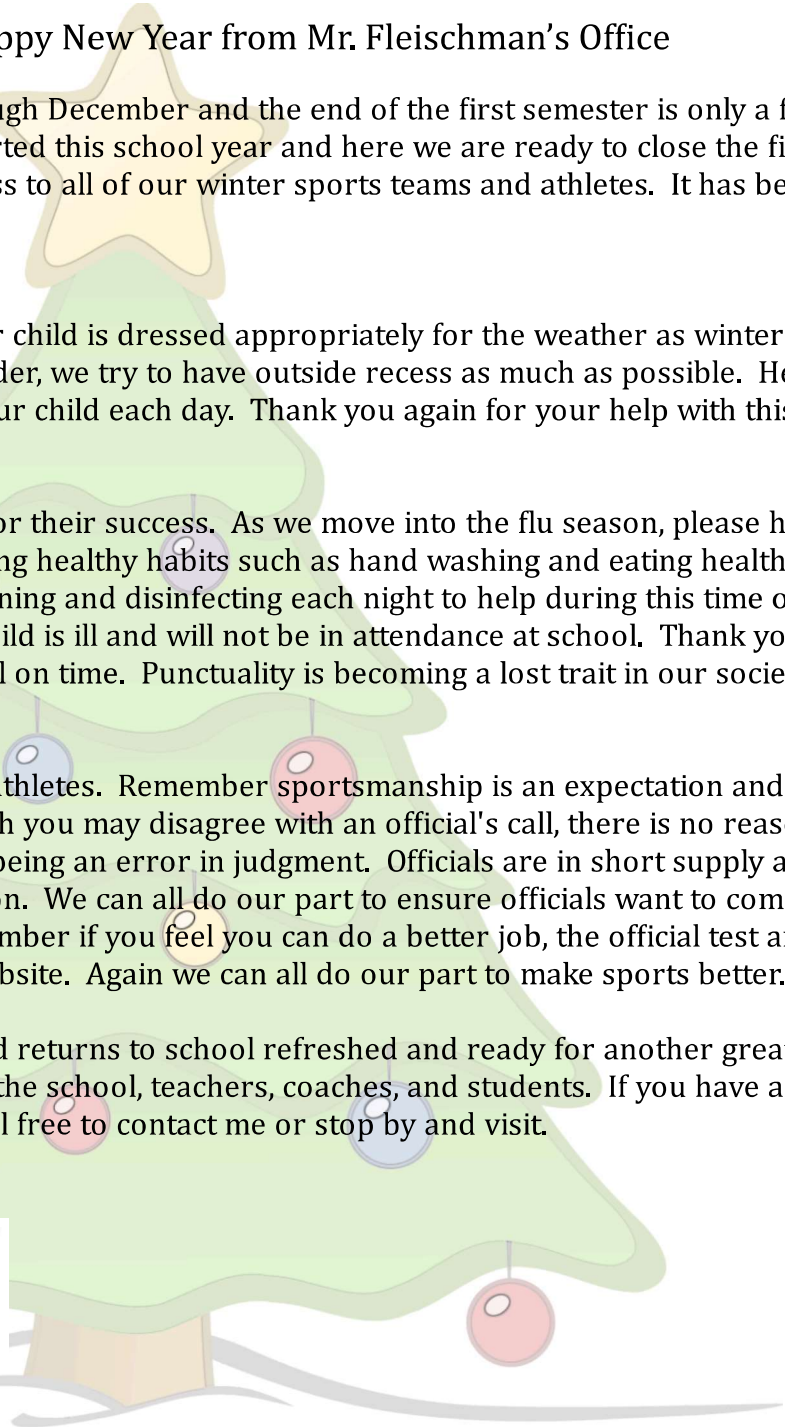 ppy New Year from Mr. Fleischman’s Office
ugh December and the end of the first semester is only a f
rted this school year and here we are ready to close the fi
ss to all of our winter sports teams and athletes.  It has be
r child is dressed appropriately for the weather as winter
der, we try to have outside recess as much as possible.  He
ur child each day.  Thank you again for your help with this
or their success.  As we move into the flu season, please h
ng healthy habits such as hand washing and eating health
ning and disinfecting each night to help during this time o
ild is ill and will not be in attendance at school.  Thank yo
l on time.  Punctuality is becoming a lost trait in our socie
thletes.  Remember sportsmanship is an expectation and
h you may disagree with an official's call, there is no reas
being an error in judgment.  Officials are in short supply a
on.  We can all do our part to ensure officials want to com
mber if you feel you can do a better job, the official test a
bsite.  Again we can all do our part to make sports better.
d returns to school refreshed and ready for another grea
the school, teachers, coaches, and students.  If you have a
l free to contact me or stop by and visit.